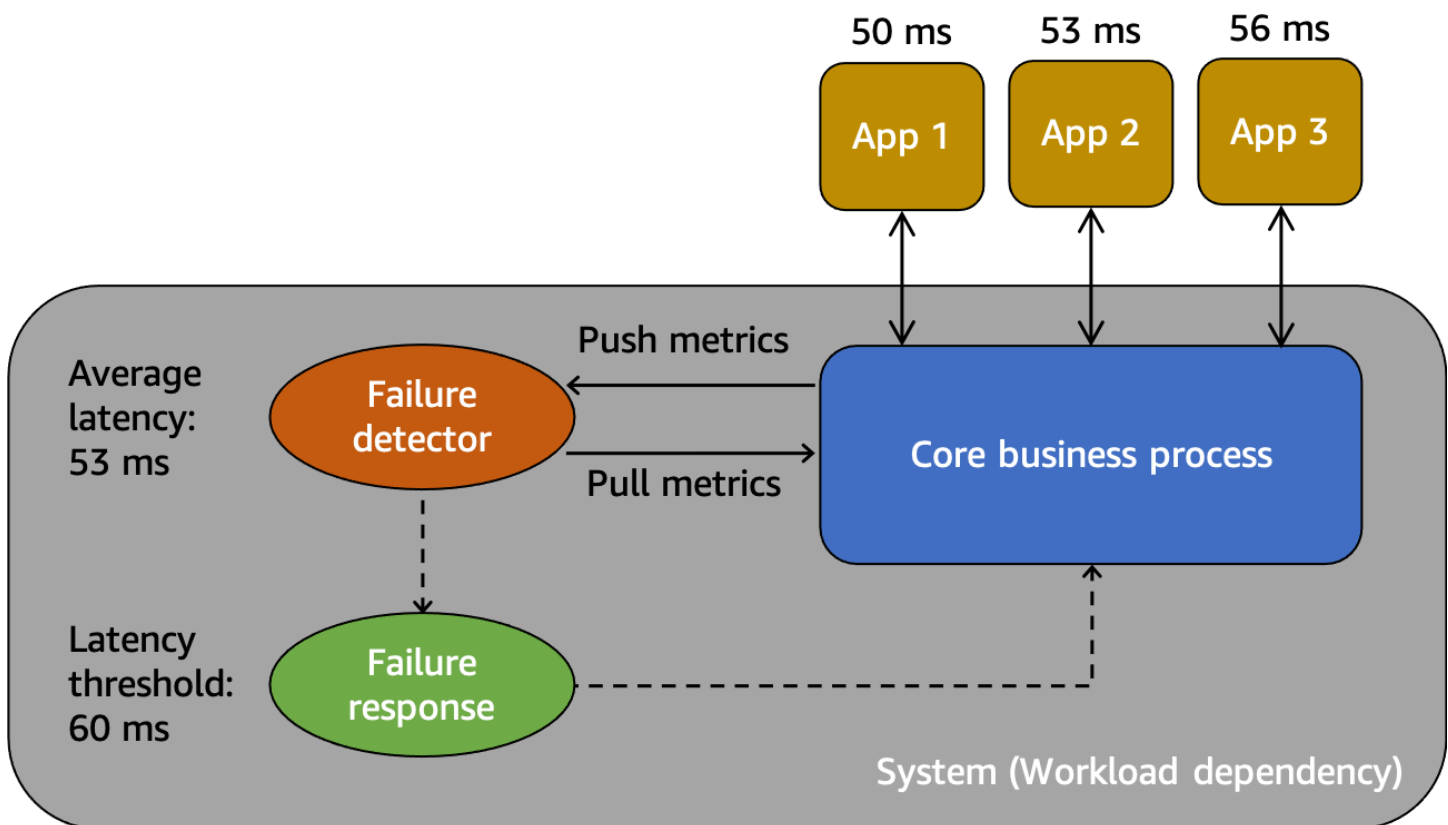 50 ms
53 ms
56 ms
App 1
App 2
App 3
Push metrics
Average
latency:
53 ms
Failure
detector
Core business process
Pull metrics
Latency
threshold:
60 ms
Failure
response
System (Workload dependency)